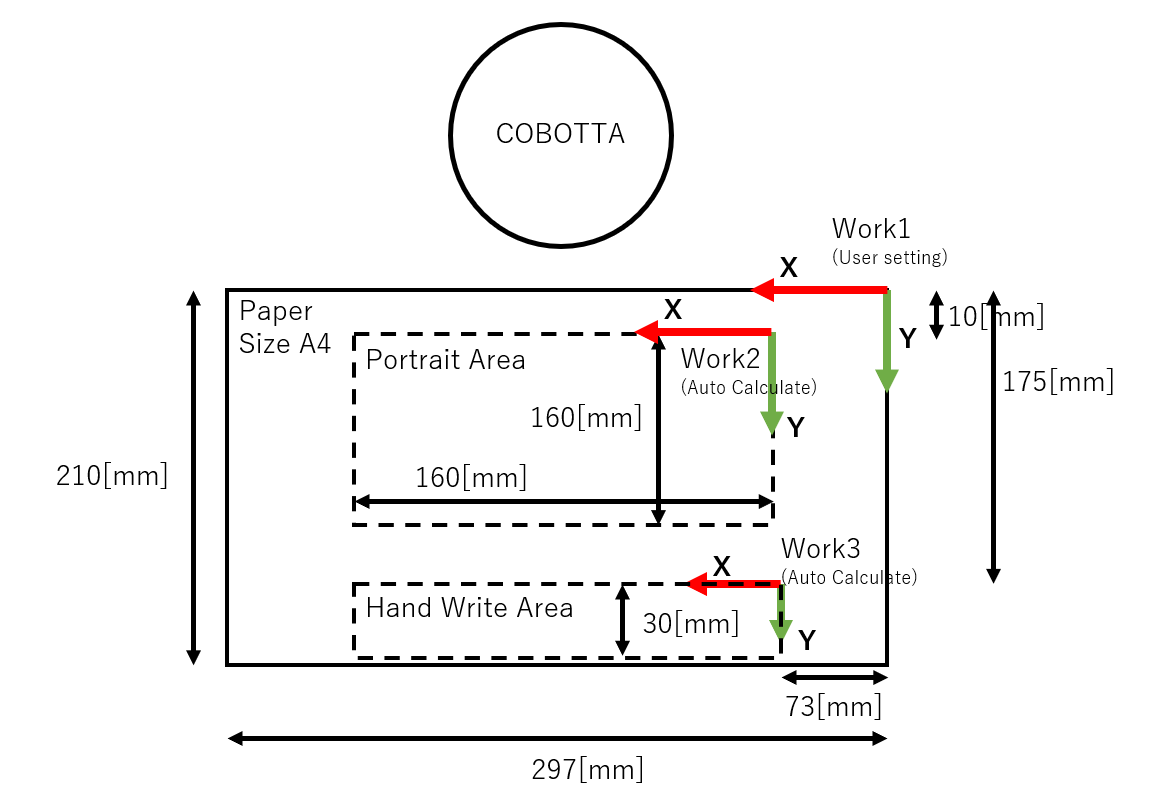 COBOTTA
Work1
(User setting)
X
Paper
Size A4
X
10[mm]
Y
Portrait Area
Work2
(Auto Calculate)
175[mm]
160[mm]
Y
210[mm]
160[mm]
Work3
(Auto Calculate)
X
Hand Write Area
30[mm]
Y
73[mm]
297[mm]